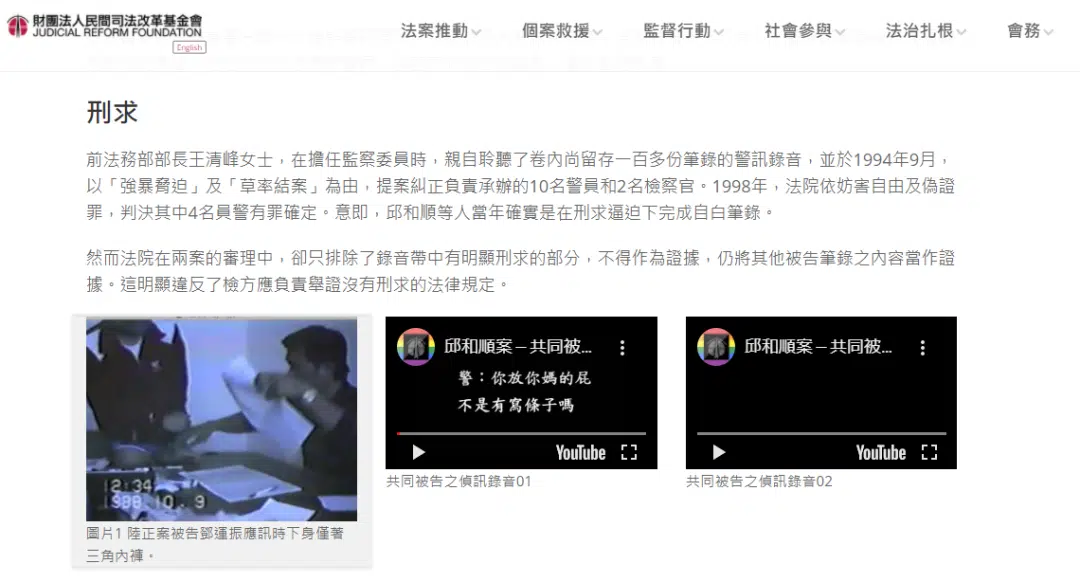 財團法人民間司法改革基金會
JUDICIAL REFORM FOUNDATION
English
法案推動
個案救援
監督行動
社會參與
法治扎根
會務
刑求
前法務部部長王清峰女士，在擔任監察委員時，親自聆聽了卷內尚留存一百多份筆錄的警訊錄音，並於1994年9月，
以「強暴脅迫」及「草率結案」為由，提案糾正負責承辦的10名警員和2名檢察官。1998年，法院依妨害自由及偽證
罪，判決其中4名員警有罪確定。意即，邱和順等人當年確實是在刑求逼迫下完成自白筆錄。
然而法院在兩案的審理中，卻只排除了錄音帶中有明顯刑求的部分，不得作為證據，仍將其他被告筆錄之內容當作證
據。這明顯違反了檢方應負責舉證沒有刑求的法律規定。
12:34
1988.10. 9
圖片1 陸正案被告鄧運振應訊時下身僅著
三角內褲。
邱和順案－共同被...
警：你放你媽的屁
不是有寫條子嗎
YouTube
共同被告之偵訊錄音01
邱和順案－共同被...
YouTube
共同被告之偵訊錄音02